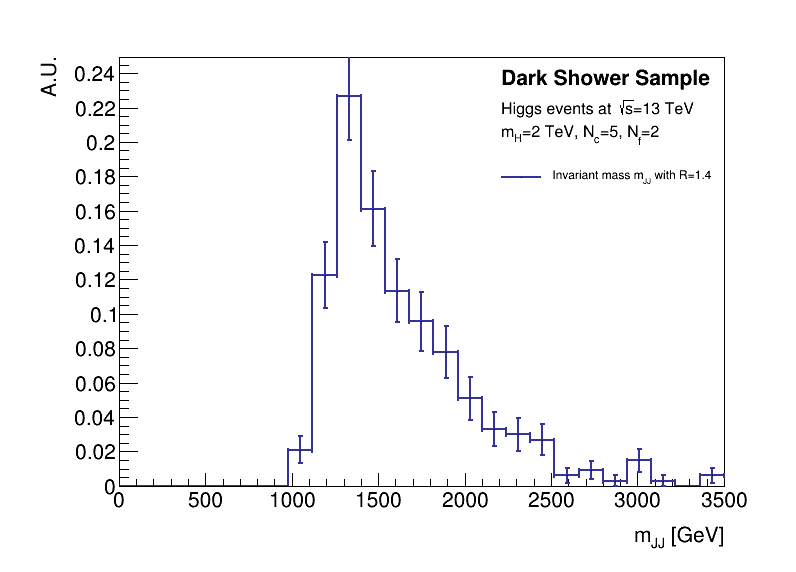 A.U.
Dark Shower Sample
Higgs events at √s=13 TeV
m_H=2 TeV, N_c=5, N_f=2
Invariant mass m_JJ with R=1.4
0.24
0.22
0.2
0.18
0.16
0.14
0.12
0.1
0.08
0.06
0.04
0.02
0
0 500 1000 1500 2000 2500 3000 3500
m_JJ [GeV]